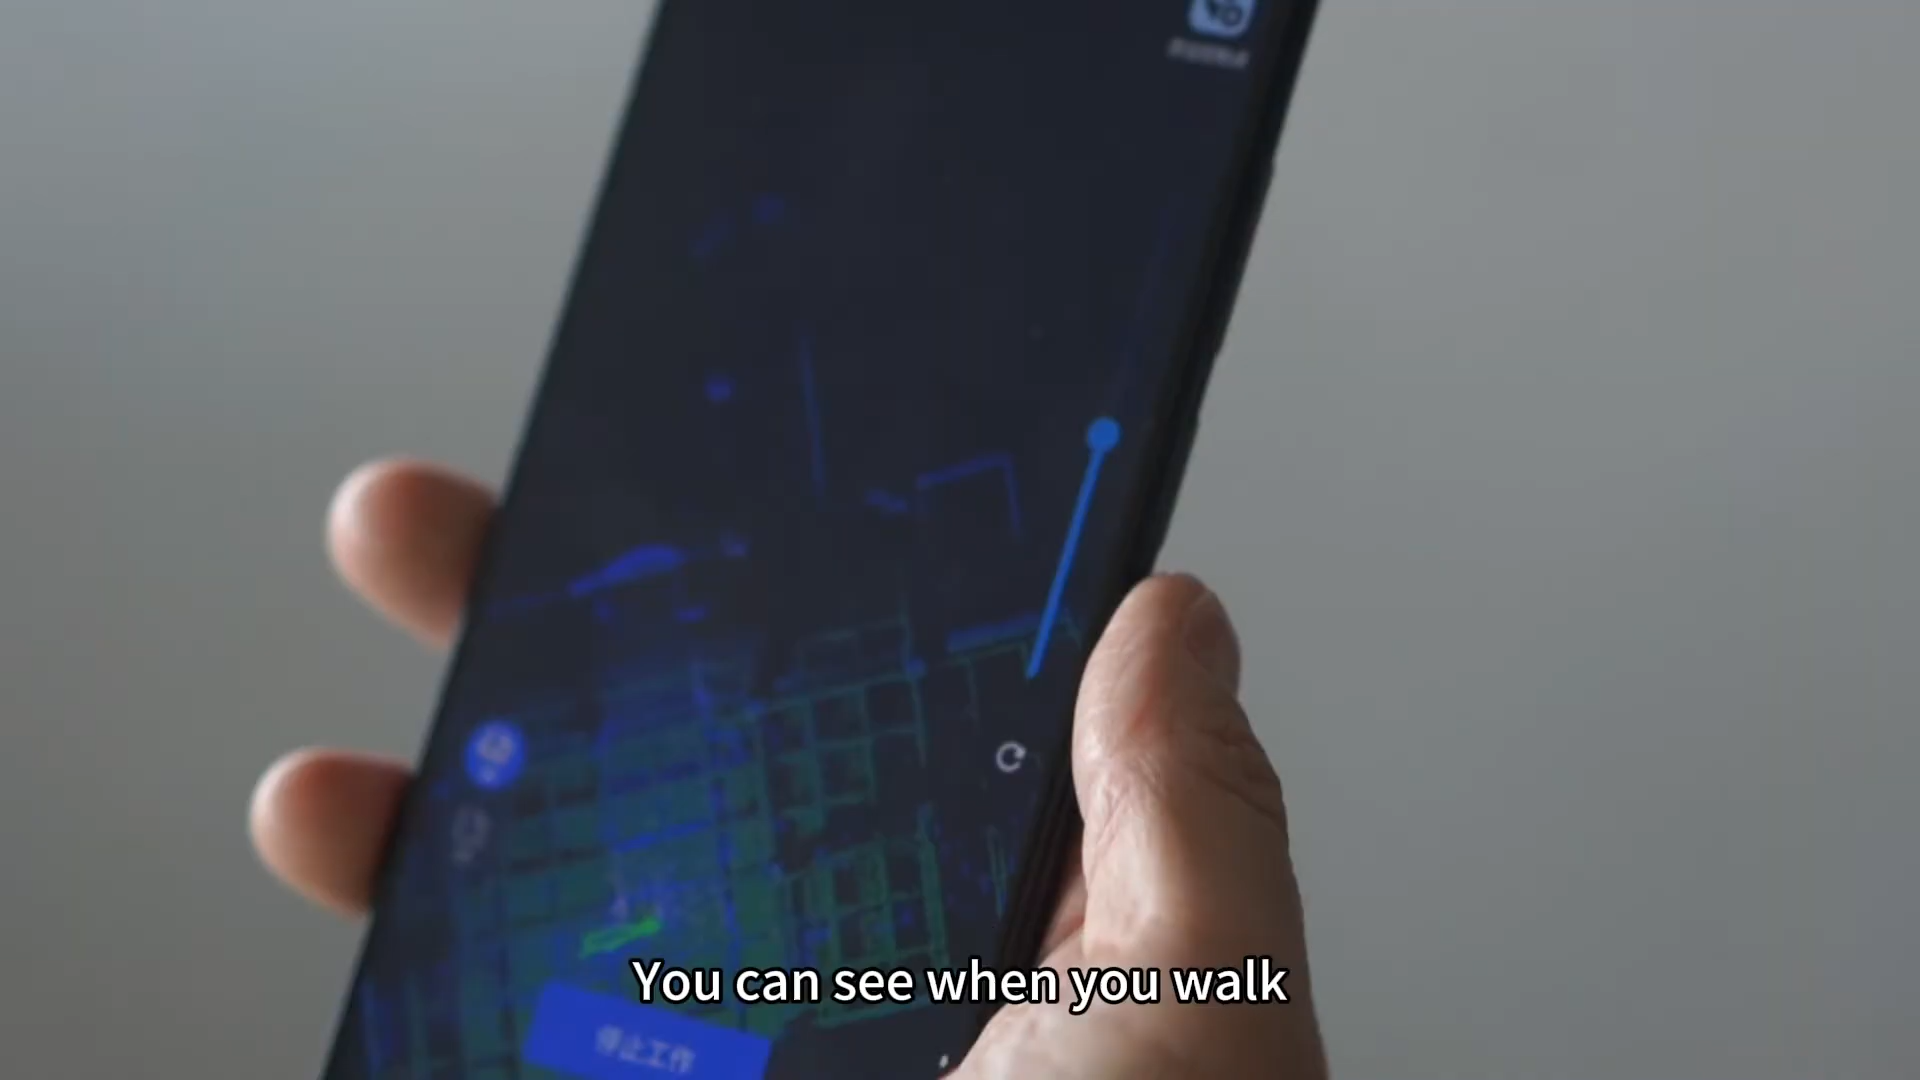 停止工作
You can see when you walk